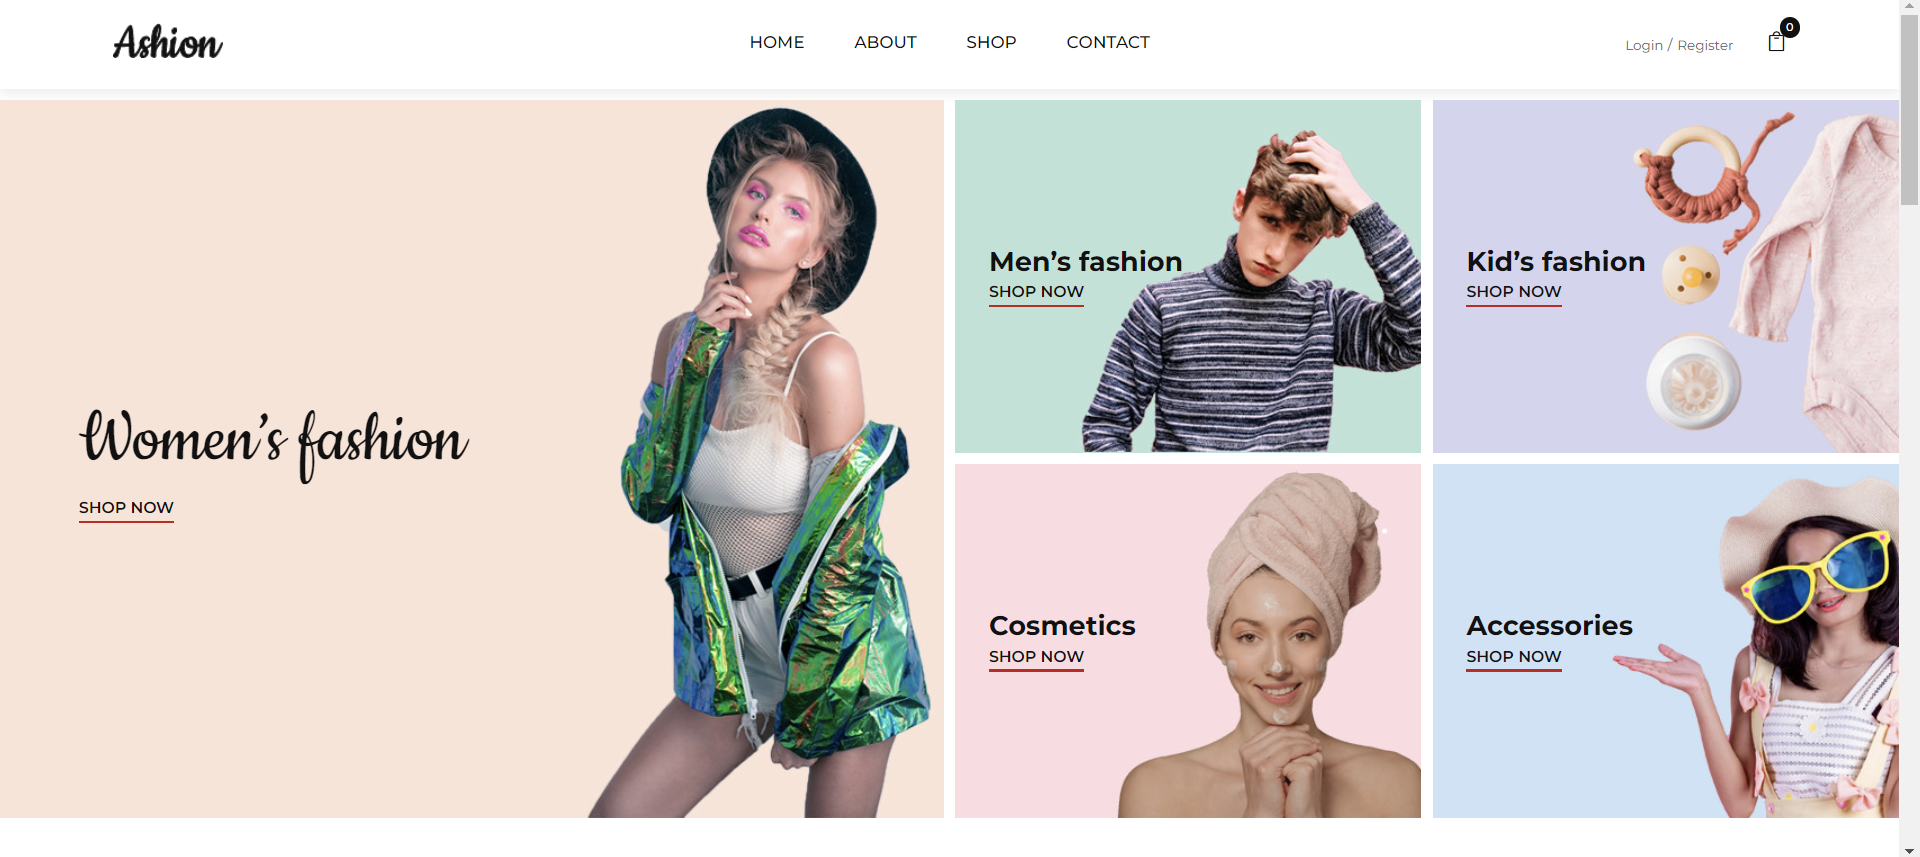 Ashion
HOME
ABOUT
SHOP
CONTACT
Login / Register
0
Women’s fashion
SHOP NOW
Men’s fashion
SHOP NOW
Kid’s fashion
SHOP NOW
Cosmetics
SHOP NOW
Accessories
SHOP NOW